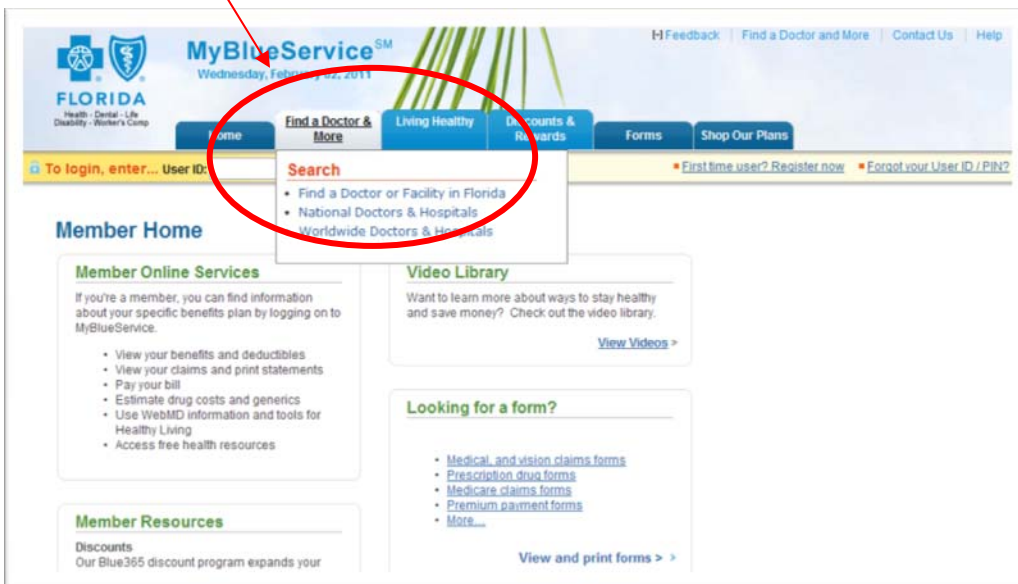 Feedback | Find a Doctor and More | Contact Us | Help
MyBlueService SM
Wednesday, February 02, 2011
FLORIDA
Health - Dental - Life
Disability - Worker's Comp
Home
Find a Doctor & More
Living Healthy
Discounts & Rewards
Forms
Shop Our Plans
To login, enter... User ID:
First time user? Register now
Forgot your User ID / PIN?
Search
• Find a Doctor or Facility in Florida
• National Doctors & Hospitals
Worldwide Doctors & Hospitals
Member Home
Member Online Services
If you're a member, you can find information
about your specific benefits plan by logging on to
MyBlueService.
• View your benefits and deductibles
• View your claims and print statements
• Pay your bill
• Estimate drug costs and generics
• Use WebMD information and tools for
Healthy Living
• Access free health resources
Member Resources
Discounts
Our Blue365 discount program expands your
Video Library
Want to learn more about ways to stay healthy
and save money? Check out the video library.
View Videos >
Looking for a form?
• Medical, and vision claims forms
• Prescription drug forms
• Medicare claims forms
• Premium payment forms
• More...
View and print forms > >